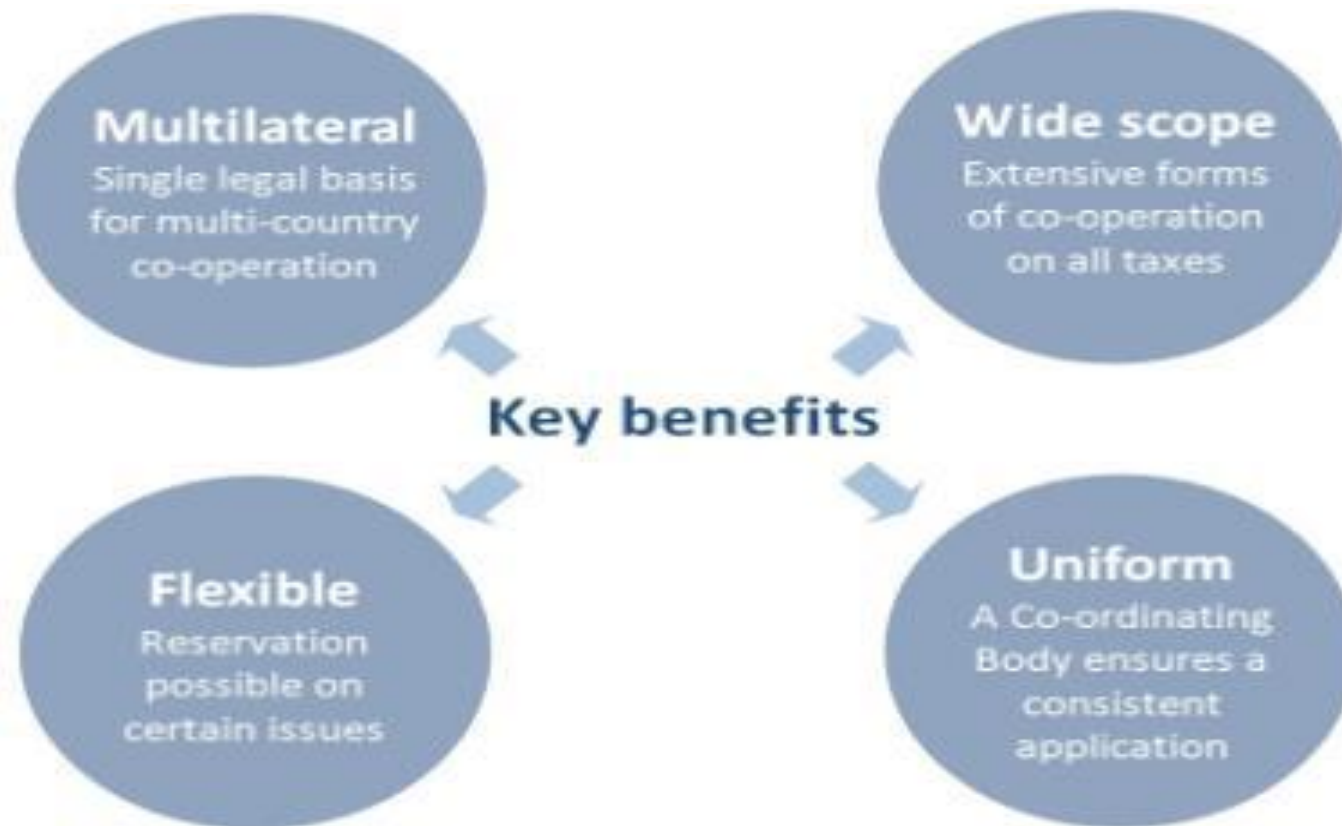 Multilateral
Single legal basis
for multi-country
co-operation
Wide scope
Extensive forms
of co-operation
on all taxes
Key benefits
Flexible
Reservation
possible on
certain issues
Uniform
A Co-ordinating
Body ensures a
consistent
application